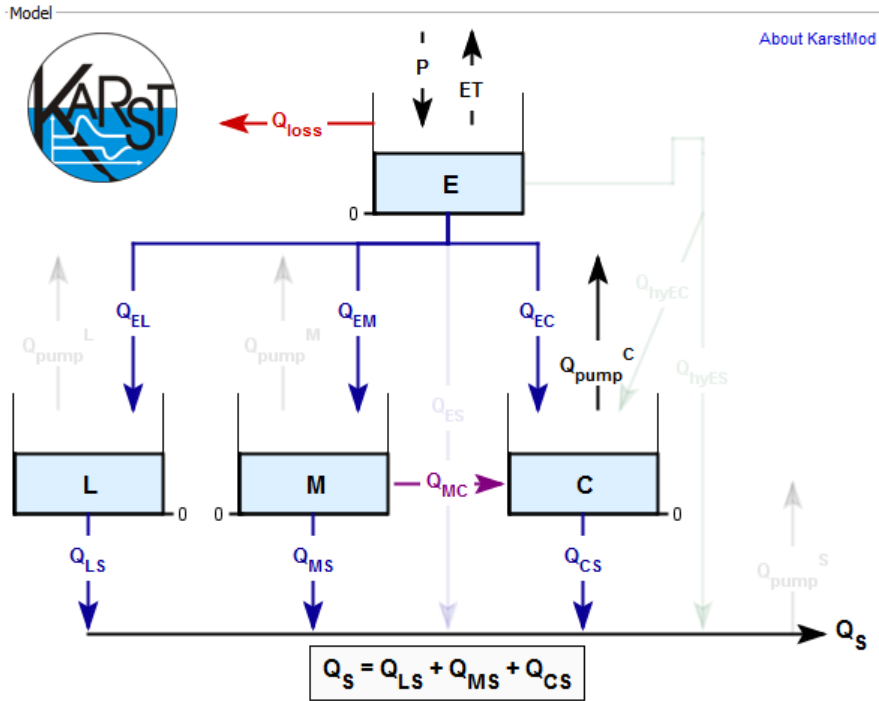 Model
About KarstMod
KARST
P
ET
Q_loss
E
0
Q_EL
Q_EM
Q_EC
Q_hyEC
Q_pump^L
Q_pump^M
Q_pump^C
Q_hyES
Q_ES
L
M
Q_MC
C
0
0
0
Q_LS
Q_MS
Q_CS
Q_pump^S
Q_S
Q_S = Q_LS + Q_MS + Q_CS